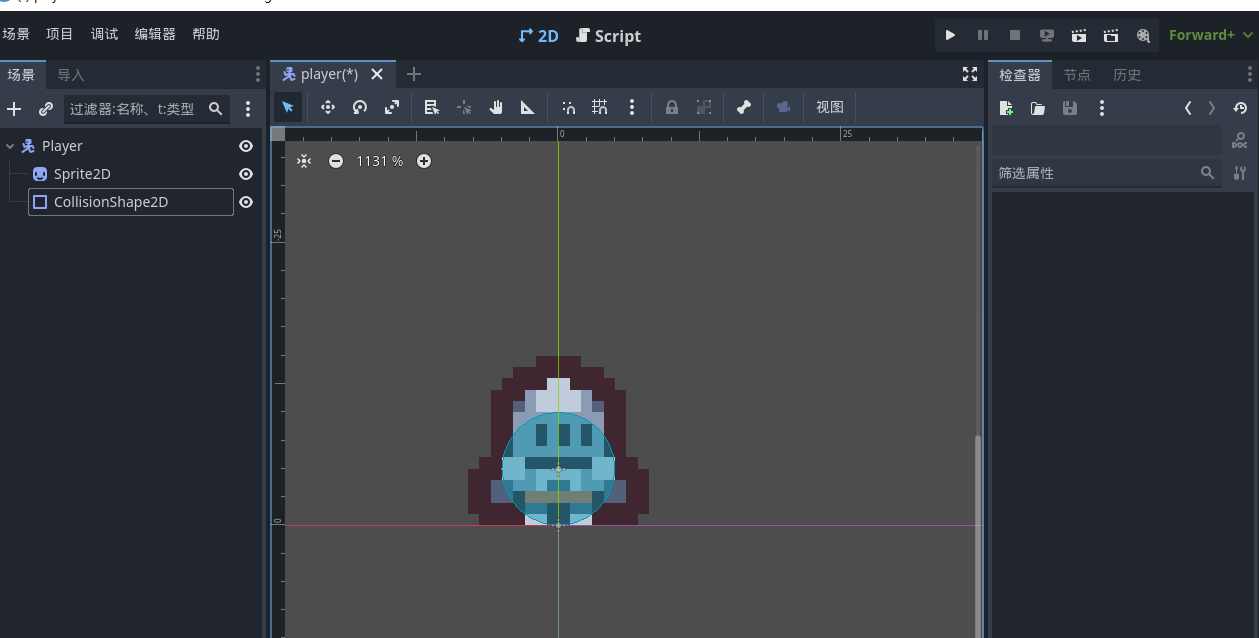 场景 项目 调试 编辑器 帮助 2D Script Forward+
场景 导入 player(*) 检查器 节点 历史
过滤器:名称、t:类型 视图
Player
Sprite2D
CollisionShape2D
0 25
1131 %
DOC
筛选属性
-25
0